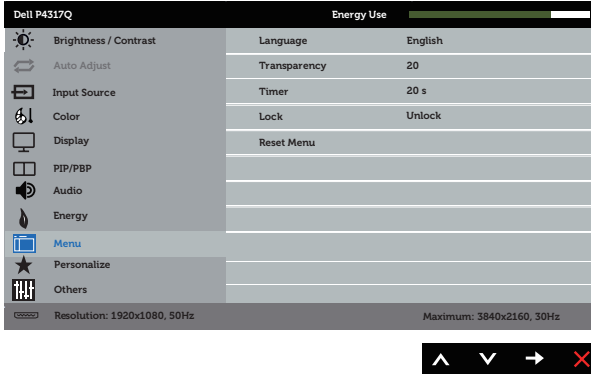 Dell P4317Q Energy Use
Brightness / Contrast Language English
Auto Adjust Transparency 20
Input Source Timer 20 s
Color Lock Unlock
Display Reset Menu
PIP/PBP
Audio
Energy
Menu
Personalize
Others
Resolution: 1920x1080, 50Hz Maximum: 3840x2160, 30Hz